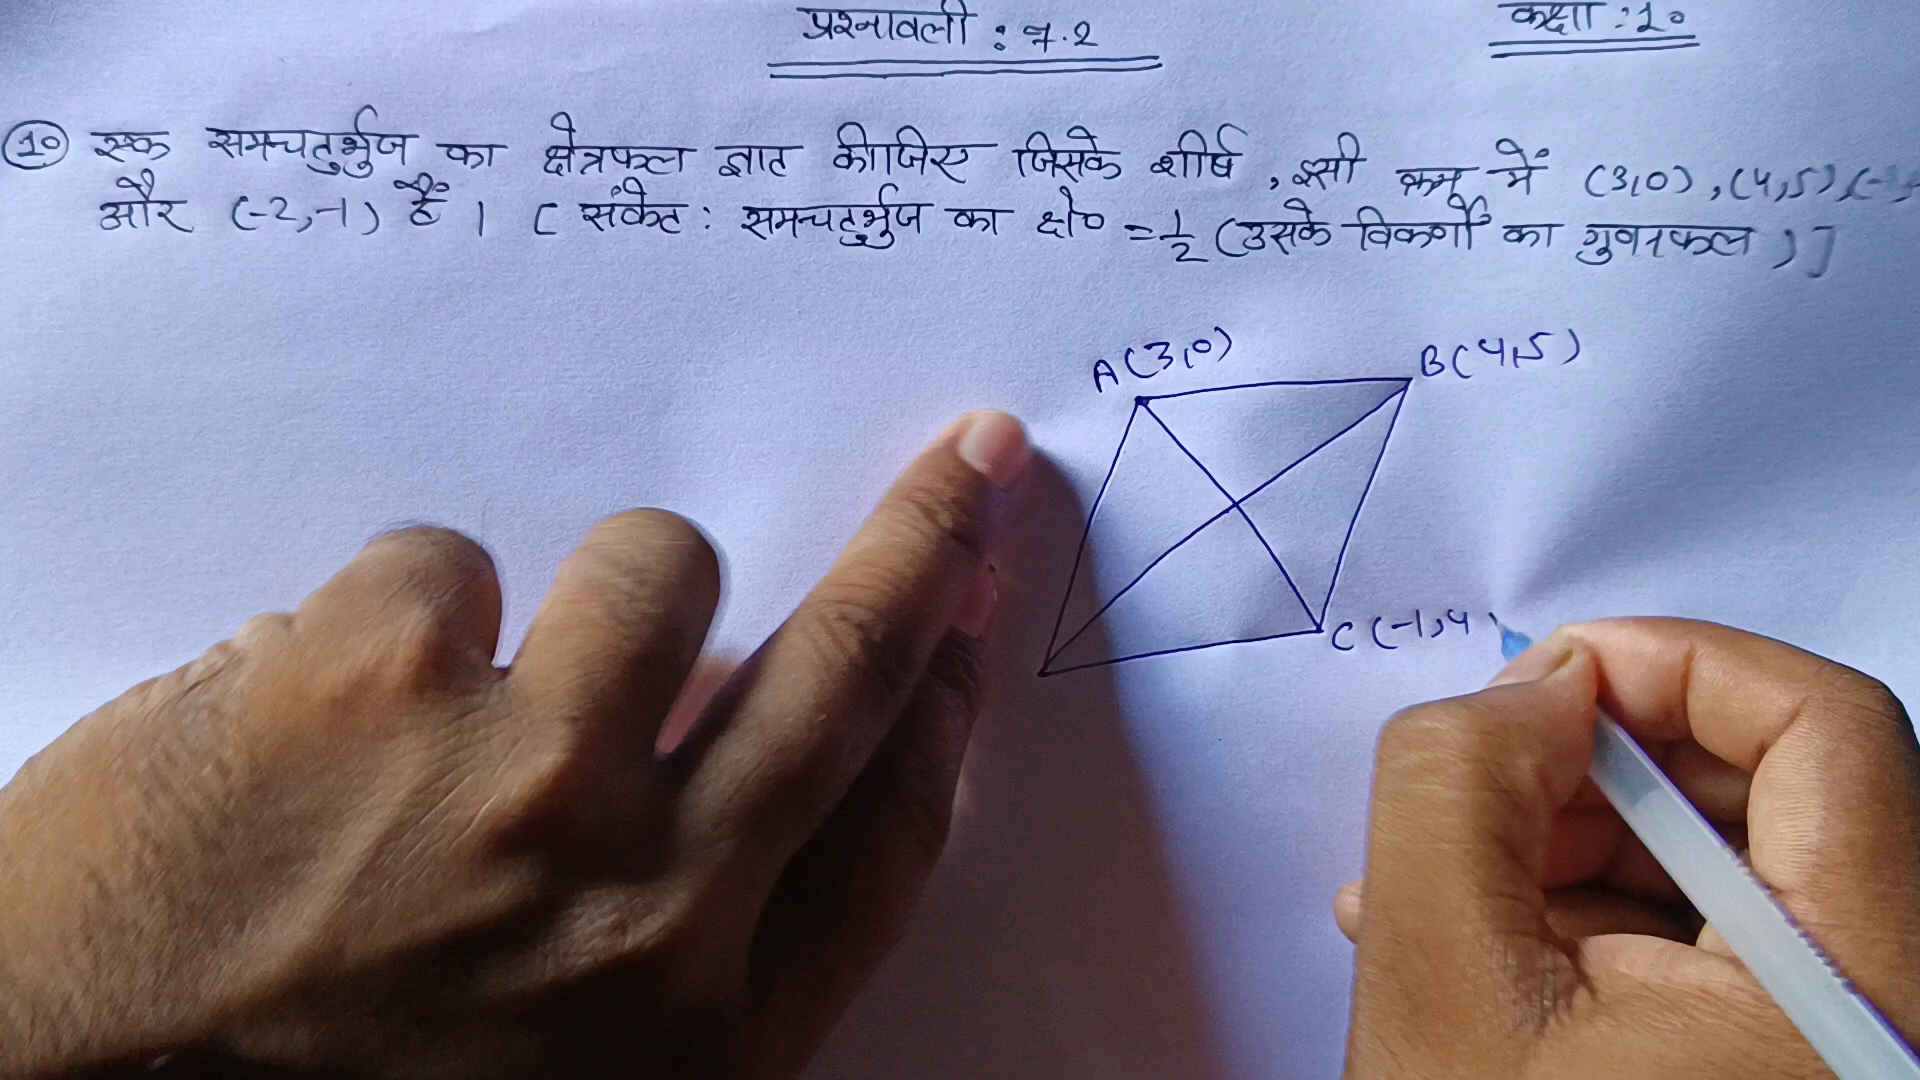 प्रश्नावली : 7.2
कक्षा : 10
10 एक समचतुर्भुज का क्षेत्रफल ज्ञात कीजिए जिसके शीर्ष , इसी क्रम में (3,0) , (4,5) , (-1,
और (-2,-1) हैं । [ संकेत : समचतुर्भुज का क्षे० = 1/2 (उसके विकर्णों का गुणनफल ) ]
A (3,0)
B (4,5)
C (-1,4)